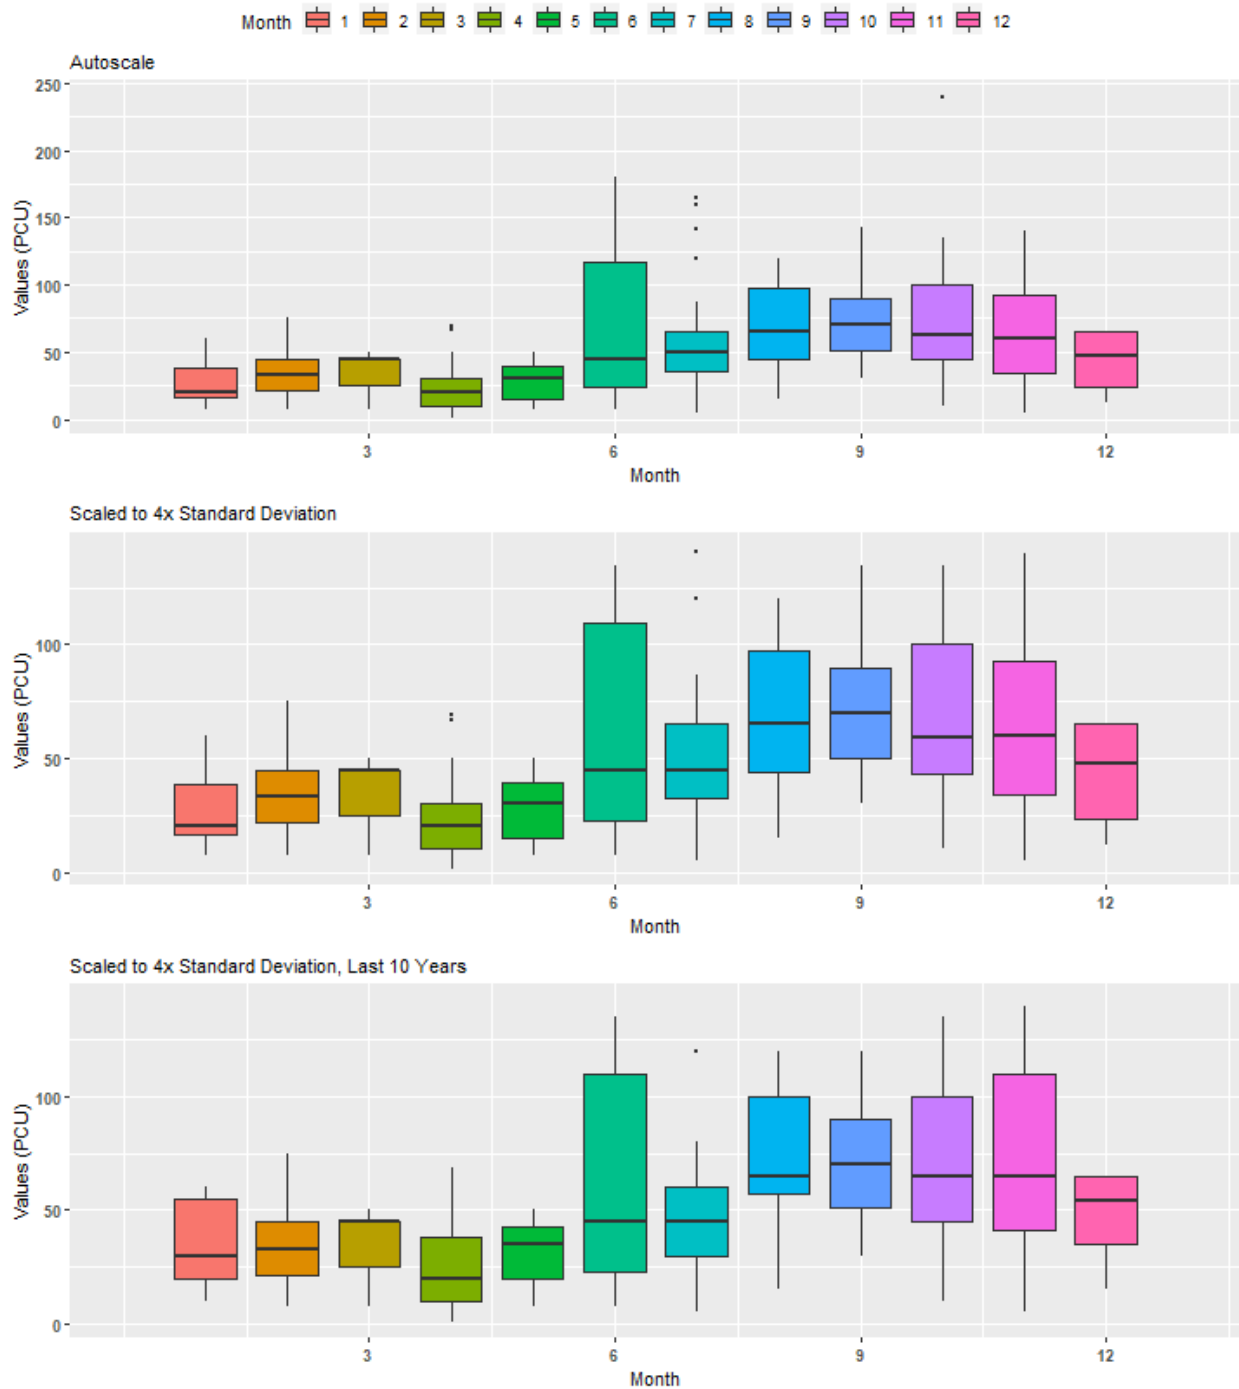 Month 1 2 3 4 5 6 7 8 9 10 11 12
Autoscale
250
200
150
100
50
0
Values (PCU)
3 6 9 12
Month
Scaled to 4x Standard Deviation
100
50
0
Values (PCU)
3 6 9 12
Month
Scaled to 4x Standard Deviation, Last 10 Years
100
50
0
Values (PCU)
3 6 9 12
Month